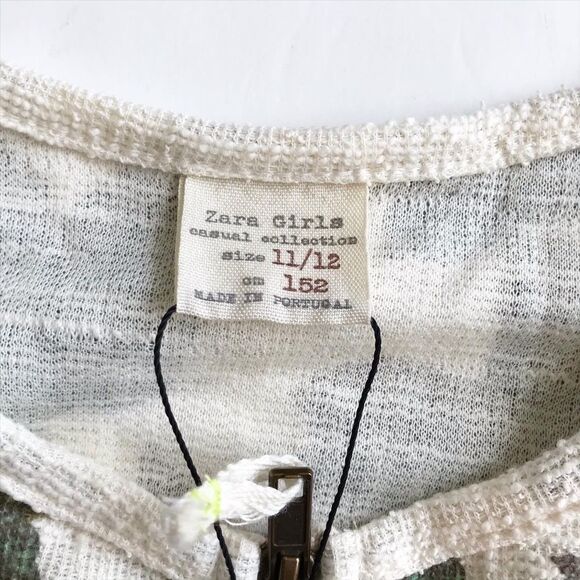 Zara Girls
casual collection
size 11/12
cm 152
MADE IN PORTUGAL